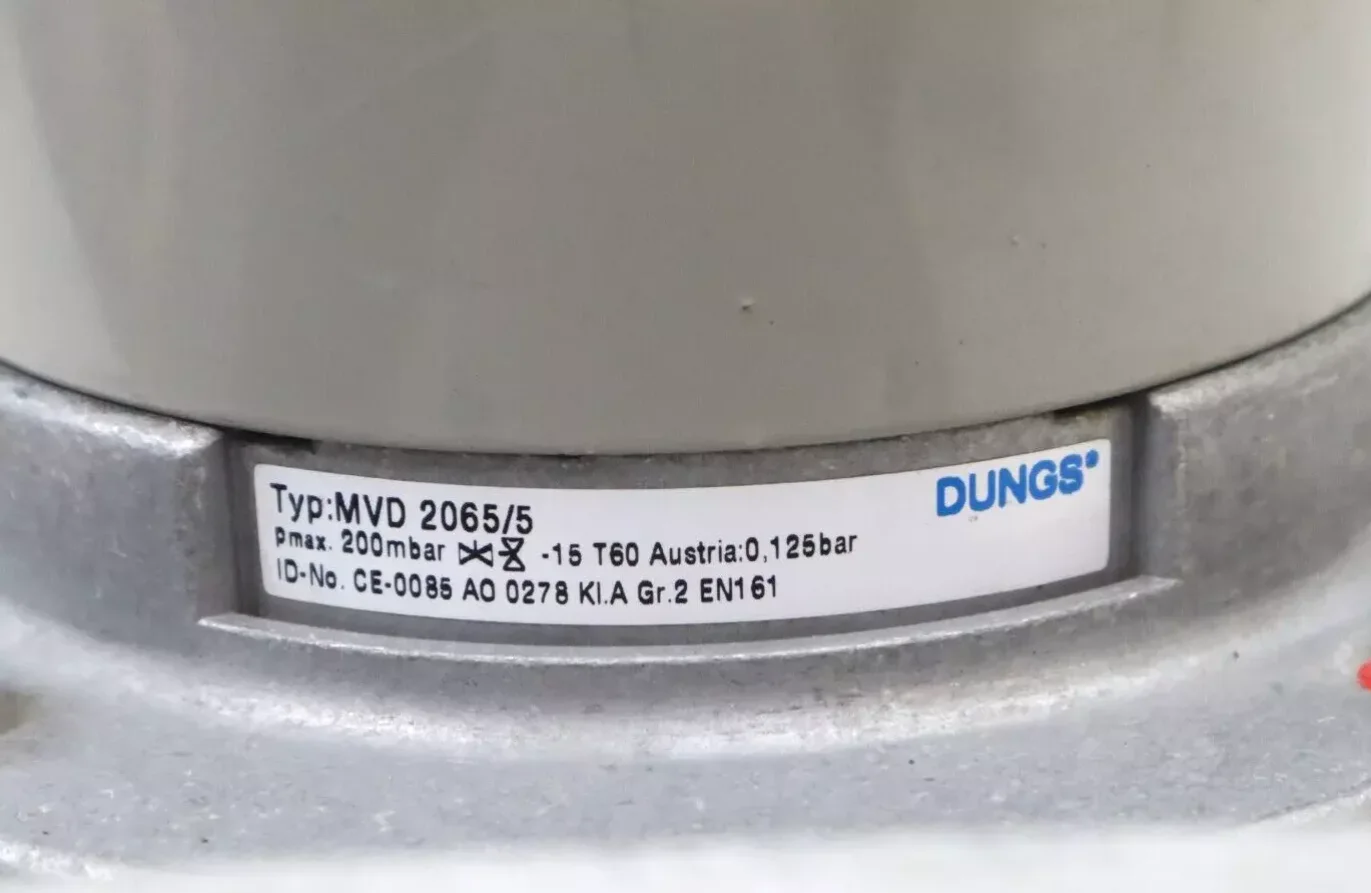 Typ:MVD 2065/5
DUNGS
Pmax. 200mbar -15 T60 Austria:0,125bar
ID-No. CE-0085 AO 0278 Kl.A Gr.2 EN161